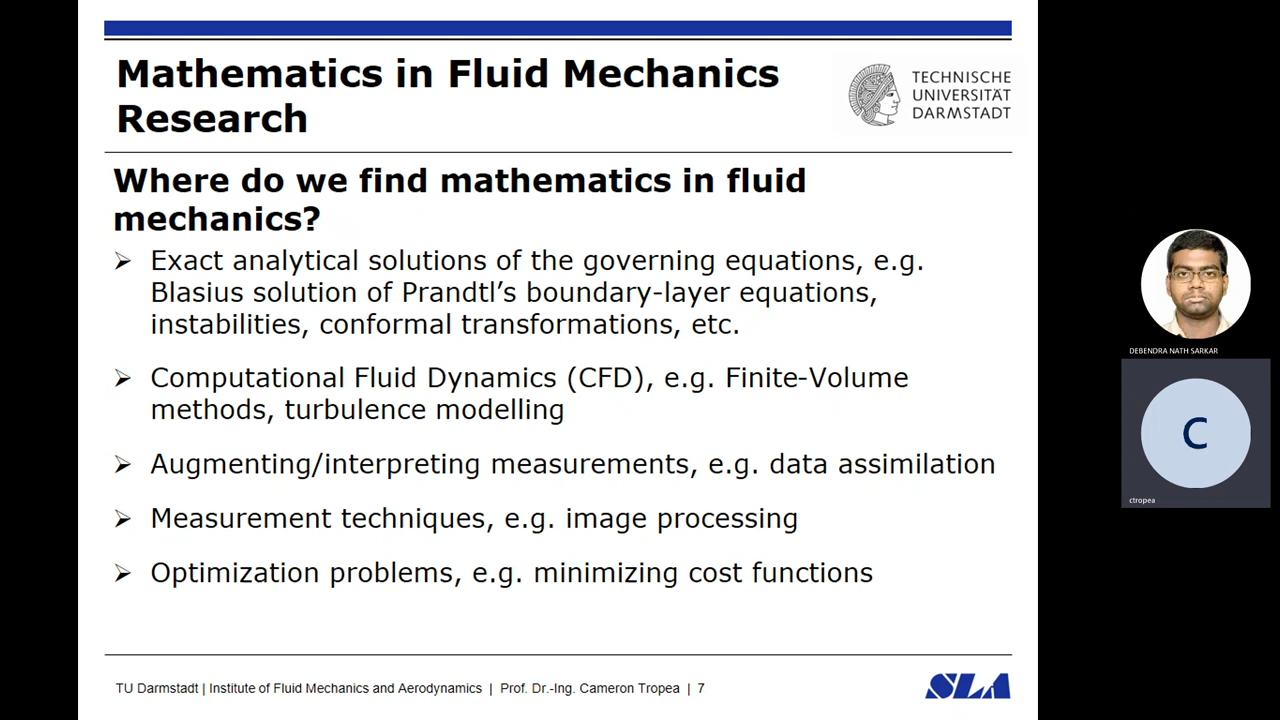 Mathematics in Fluid Mechanics
Research
TECHNISCHE
UNIVERSITÄT
DARMSTADT
Where do we find mathematics in fluid
mechanics?
Exact analytical solutions of the governing equations, e.g.
Blasius solution of Prandtl’s boundary-layer equations,
instabilities, conformal transformations, etc.
Computational Fluid Dynamics (CFD), e.g. Finite-Volume
methods, turbulence modelling
Augmenting/interpreting measurements, e.g. data assimilation
Measurement techniques, e.g. image processing
Optimization problems, e.g. minimizing cost functions
TU Darmstadt | Institute of Fluid Mechanics and Aerodynamics | Prof. Dr.-Ing. Cameron Tropea | 7
SLA
DEBENDRA NATH SARKAR
C
ctropea